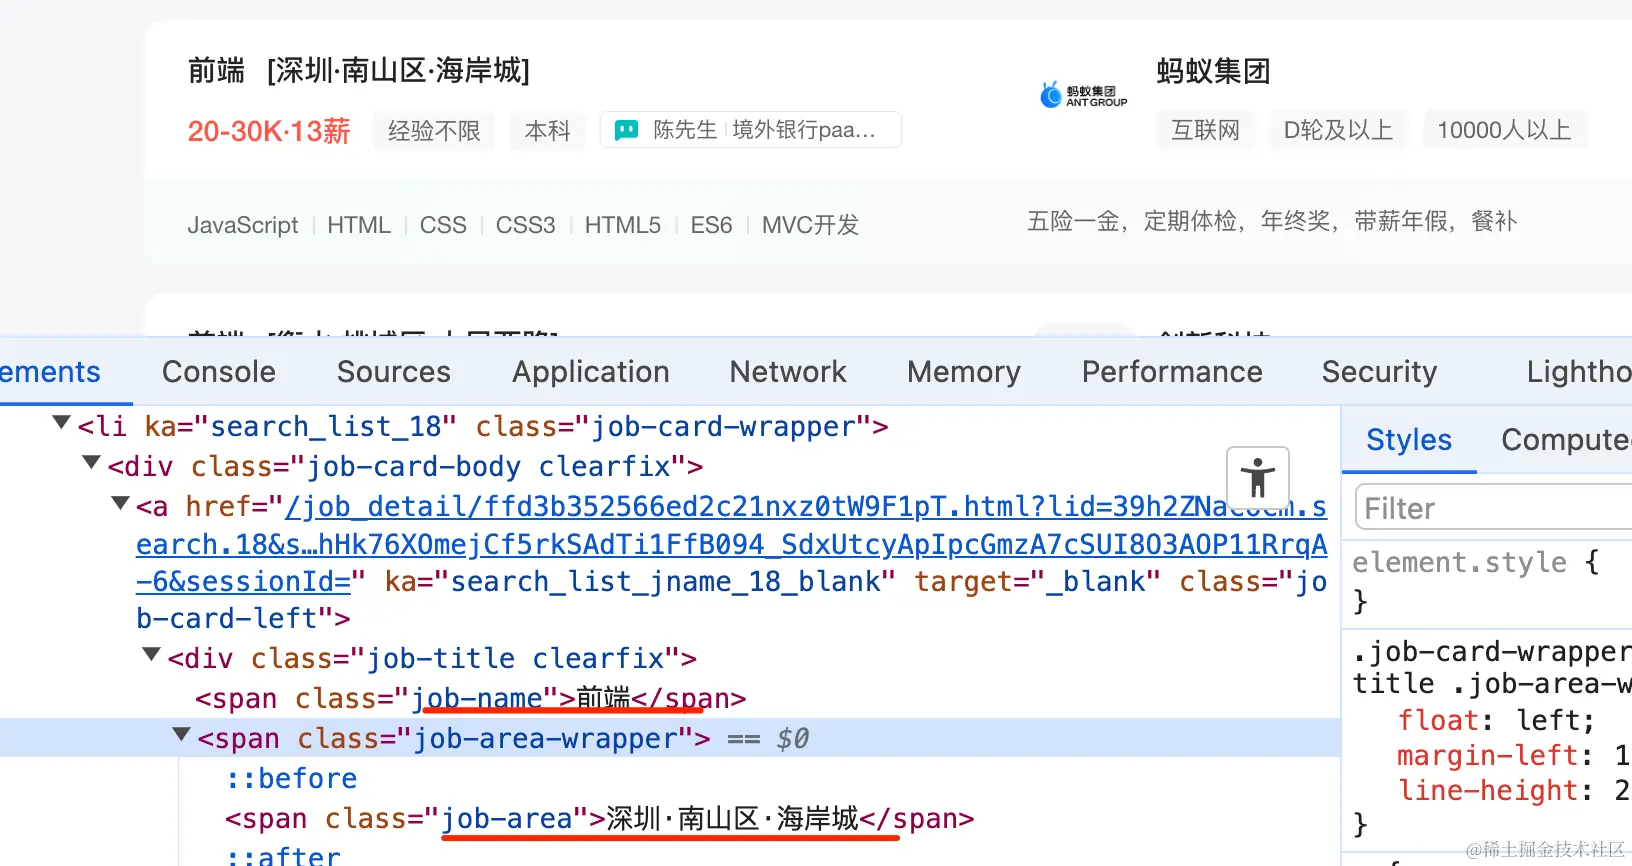 前端 [深圳·南山区·海岸城]
蚂蚁集团
蚂蚁集团
ANT GROUP
20-30K·13薪 经验不限 本科 陈先生 境外银行paa...
互联网 D轮及以上 10000人以上
JavaScript HTML CSS CSS3 HTML5 ES6 MVC开发
五险一金，定期体检，年终奖，带薪年假，餐补
ements Console Sources Application Network Memory Performance Security Lightho
<li ka="search_list_18" class="job-card-wrapper">
<div class="job-card-body clearfix">
<a href="/job_detail/ffd3b352566ed2c21nxz0tW9F1pT.html?lid=39h2ZNa
search.18&s…hHk76XOmejCf5rkSAdTi1FfB094_SdxUtcyApIpcGmzA7cSUI8O3AOP11RrqA
-6&sessionId=" ka="search_list_jname_18_blank" target="_blank" class="jo
b-card-left">
<div class="job-title clearfix">
<span class="job-name">前端</span>
<span class="job-area-wrapper"> == $0
::before
<span class="job-area">深圳·南山区·海岸城</span>
::after
Styles Compute
Filter
element.style {
}
.job-card-wrapper
title .job-area-w
float: left;
margin-left: 1
line-height: 2
}
@稀土掘金技术社区